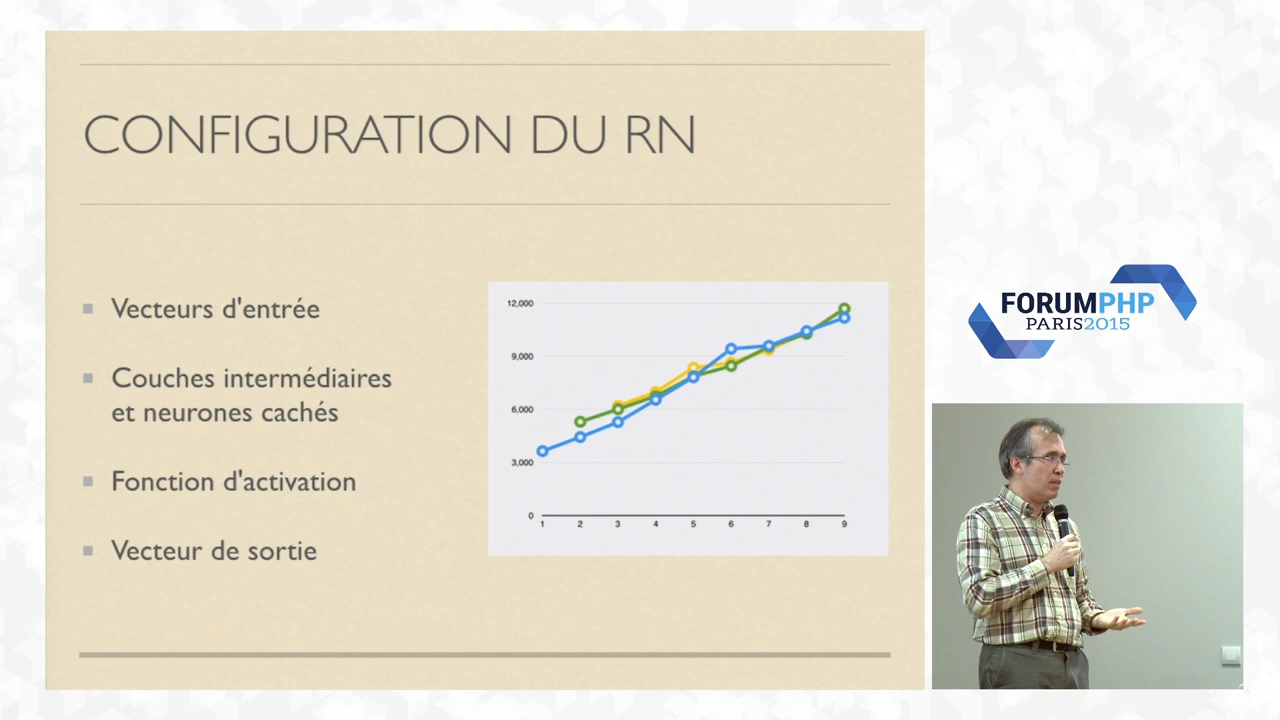 CONFIGURATION DU RN
Vecteurs d'entrée
Couches intermédiaires
et neurones cachés
Fonction d'activation
Vecteur de sortie
12,000
9,000
6,000
3,000
0
1 2 3 4 5 6 7 8 9
FORUMPHP
PARIS2015